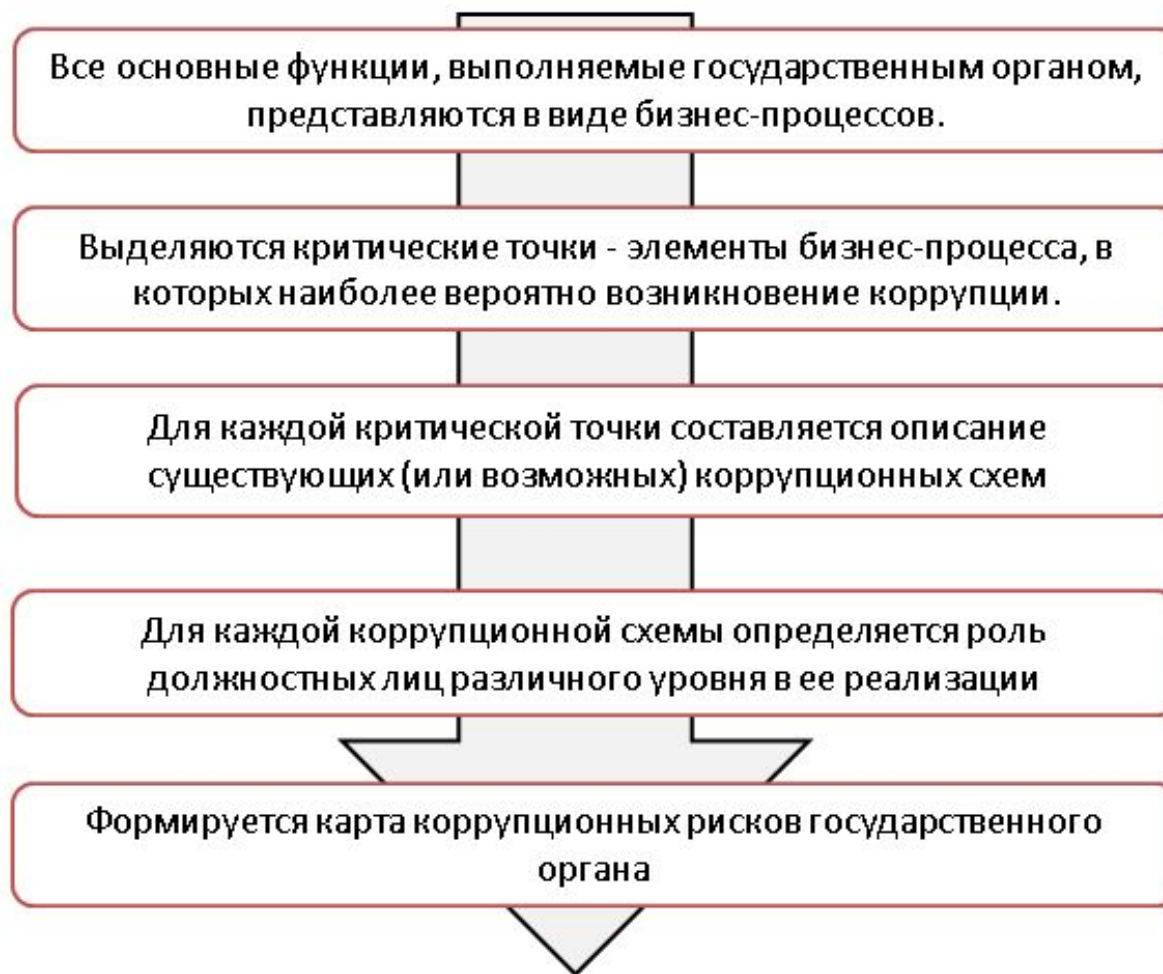 Все основные функции, выполняемые государственным органом,
представляются в виде бизнес-процессов.
Выделяются критические точки - элементы бизнес-процесса, в
которых наиболее вероятно возникновение коррупции.
Для каждой критической точки составляется описание
существующих (или возможных) коррупционных схем
Для каждой коррупционной схемы определяется роль
должностных лиц различного уровня в ее реализации
Формируется карта коррупционных рисков государственного
органа